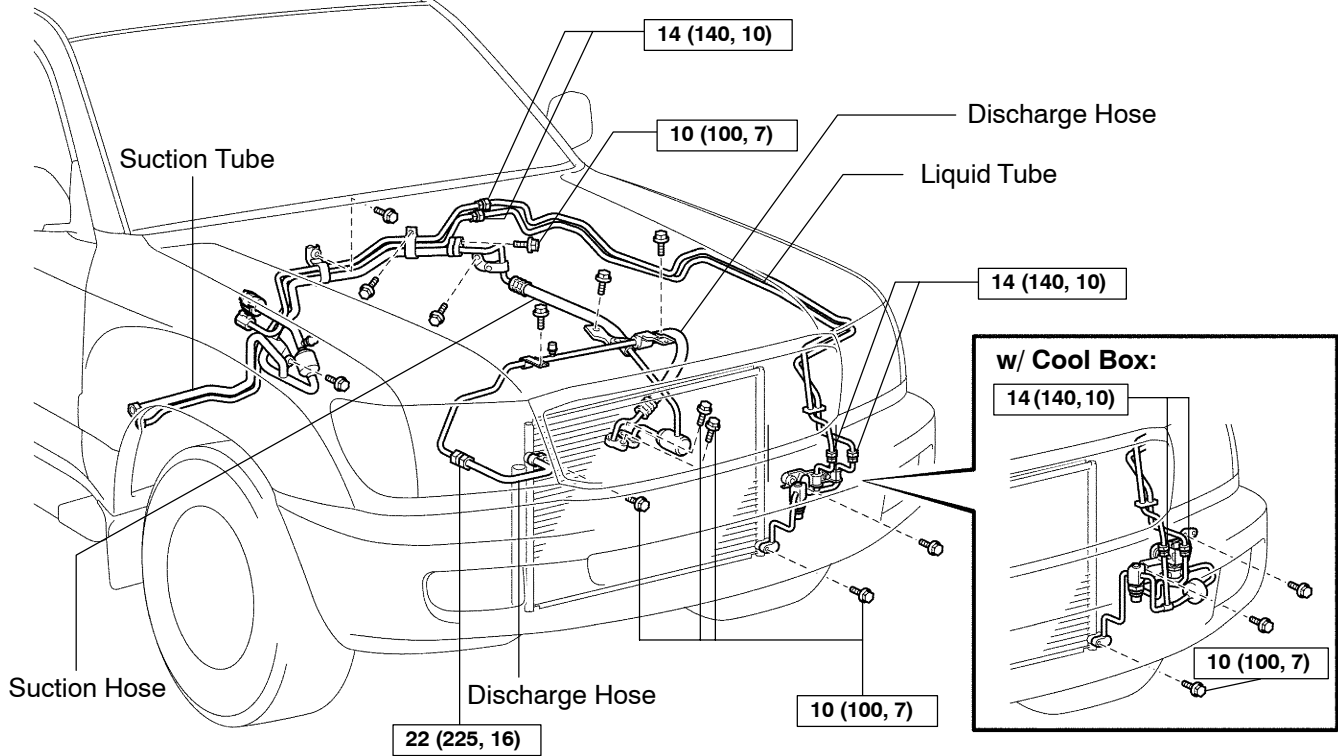 14 (140, 10)
Discharge Hose
10 (100, 7)
Suction Tube
Liquid Tube
14 (140, 10)
w/ Cool Box:
14 (140, 10)
10 (100, 7)
Suction Hose
Discharge Hose
10 (100, 7)
22 (225, 16)